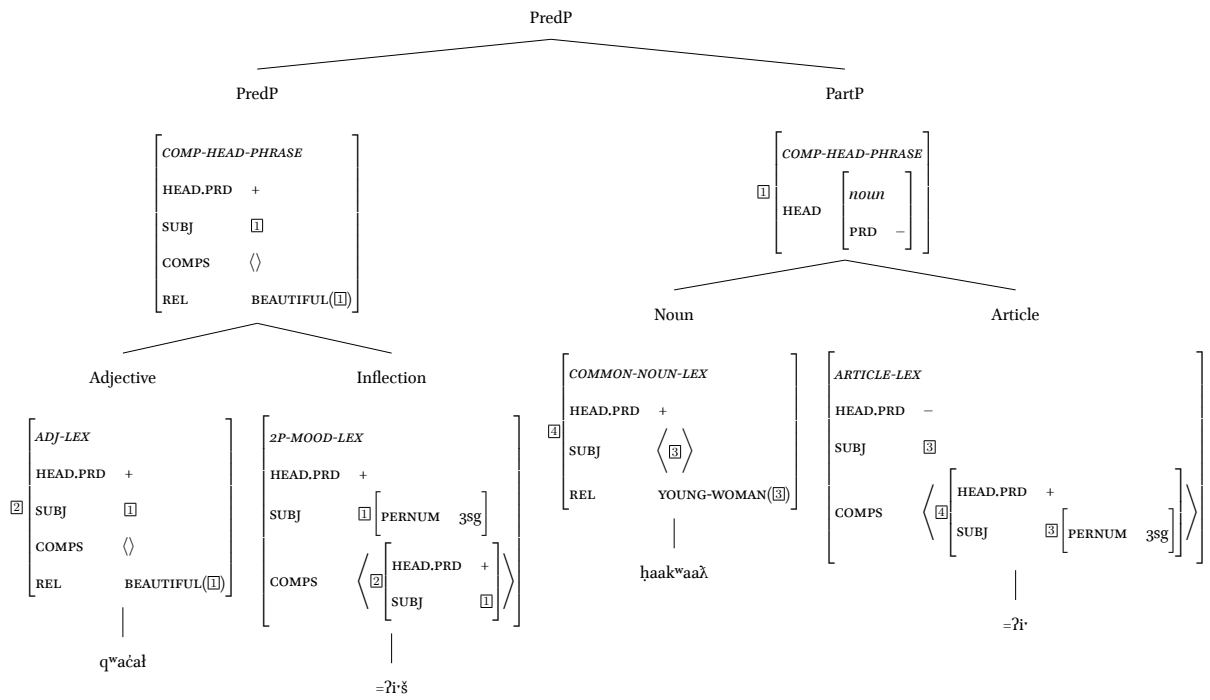 PredP
PredP
PartP
COMP-HEAD-PHRASE
HEAD.PRD +
SUBJ 1
COMPS ⟨⟩
REL BEAUTIFUL(1)
1
COMP-HEAD-PHRASE
HEAD noun
PRD −
Adjective
Inflection
Noun
Article
2
ADJ-LEX
HEAD.PRD +
SUBJ 1
COMPS ⟨⟩
REL BEAUTIFUL(1)
2P-MOOD-LEX
HEAD.PRD +
SUBJ 1 PERNUM 3sg
COMPS ⟨ 2 HEAD.PRD +
SUBJ 1 ⟩
4
COMMON-NOUN-LEX
HEAD.PRD +
SUBJ ⟨3⟩
REL YOUNG-WOMAN(3)
ARTICLE-LEX
HEAD.PRD −
SUBJ 3
COMPS ⟨ 4 HEAD.PRD +
SUBJ 3 PERNUM 3sg ⟩
qʷac̓ał
=ʔiˑš
ḥaakʷaaƛ̓
=ʔiˑ